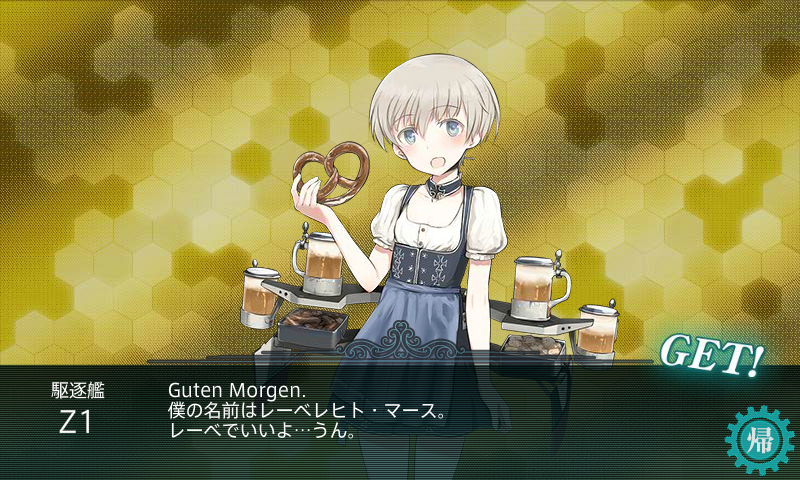 GET!
駆逐艦
Z1
Guten Morgen.
僕の名前はレーベレヒト・マース。
レーベでいいよ…うん。
帰